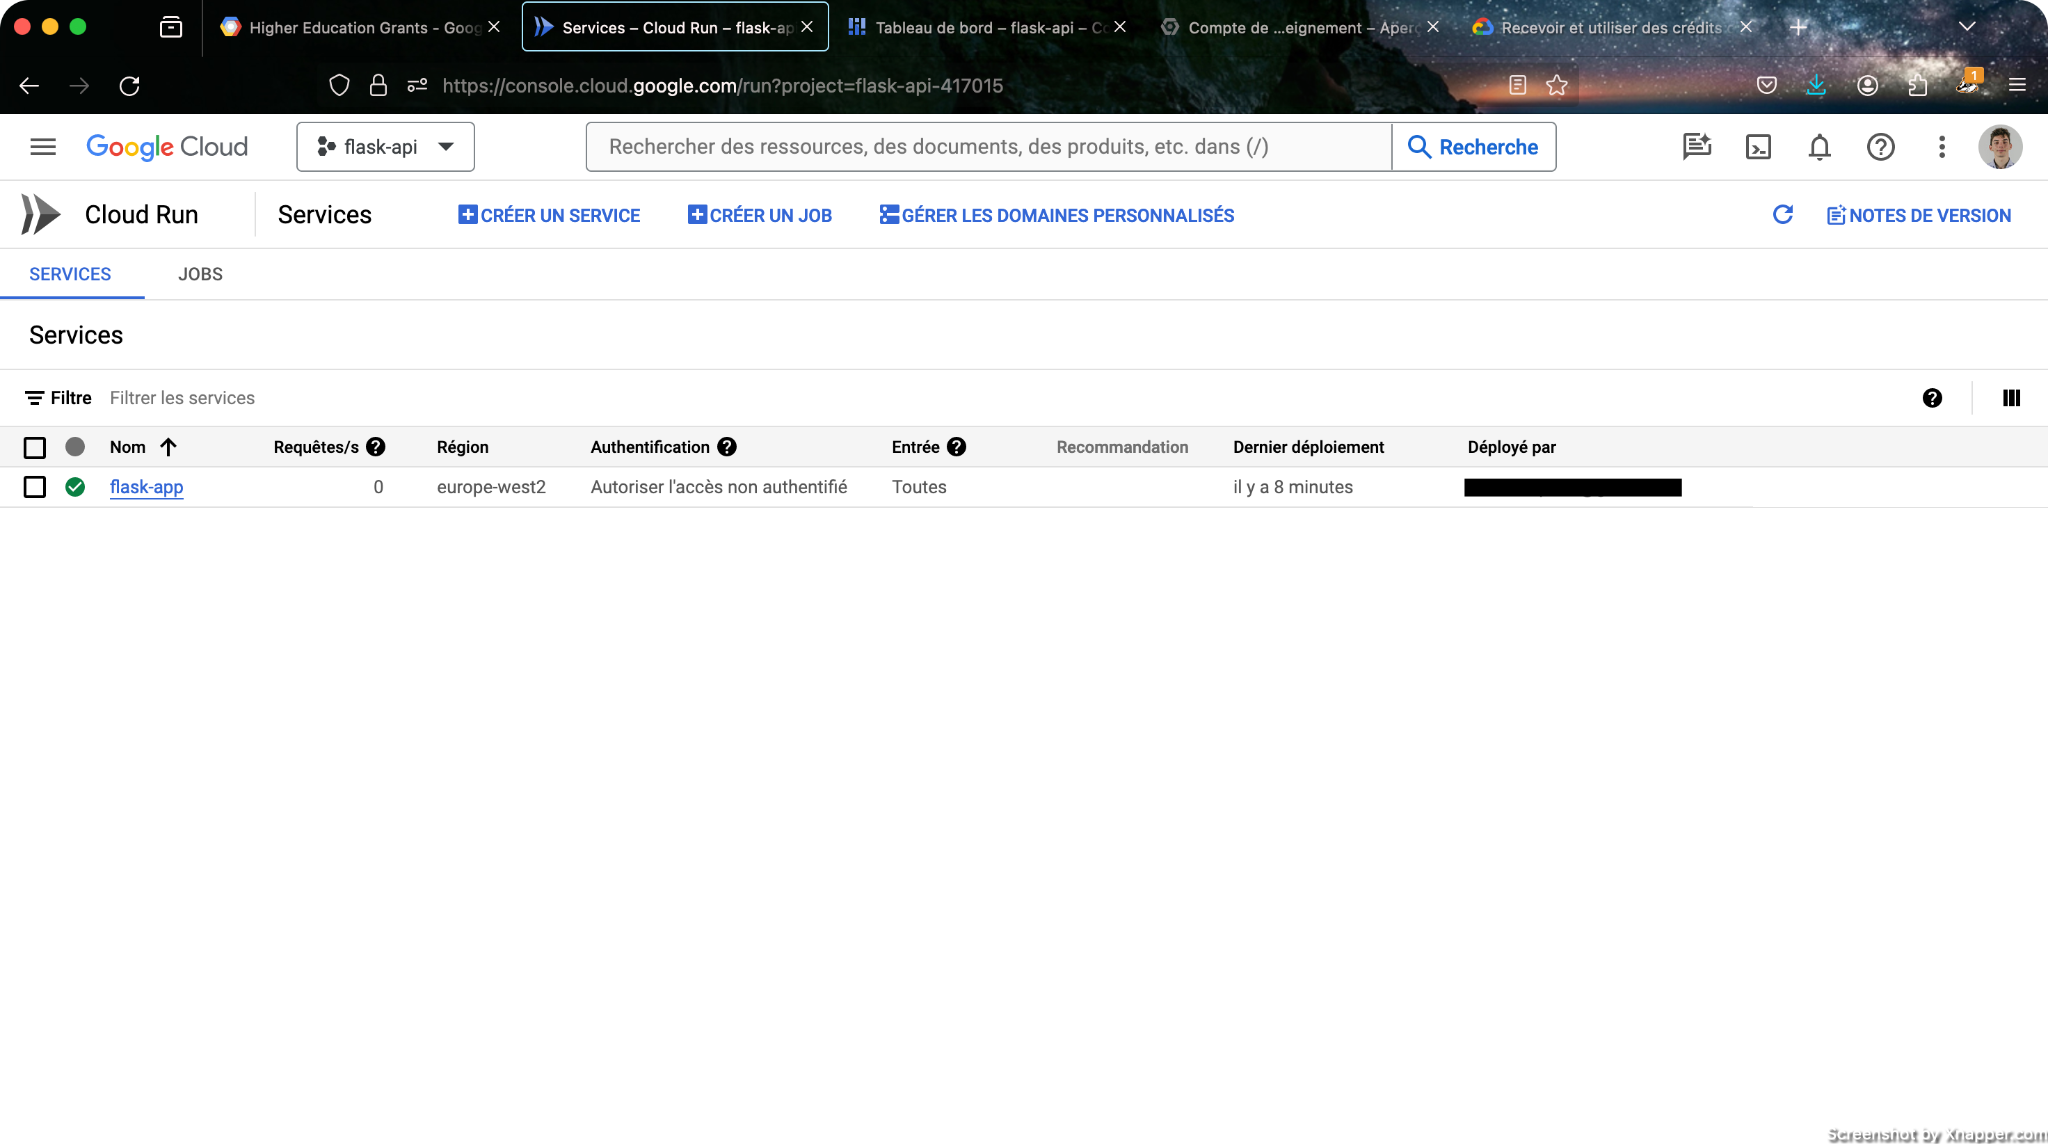 Higher Education Grants - Goog
Services – Cloud Run – flask-ap
Tableau de bord – flask-api – Co
Compte de ...eignement – Aperç
Recevoir et utiliser des crédits
https://console.cloud.google.com/run?project=flask-api-417015
1
Google Cloud
flask-api
Rechercher des ressources, des documents, des produits, etc. dans (/)
Recherche
Cloud Run
Services
CRÉER UN SERVICE
CRÉER UN JOB
GÉRER LES DOMAINES PERSONNALISÉS
NOTES DE VERSION
SERVICES
JOBS
Services
Filtre Filtrer les services
Nom Requêtes/s Région Authentification Entrée Recommandation Dernier déploiement Déployé par
flask-app 0 europe-west2 Autoriser l'accès non authentifié Toutes il y a 8 minutes
Screenshot by Xnapper.com